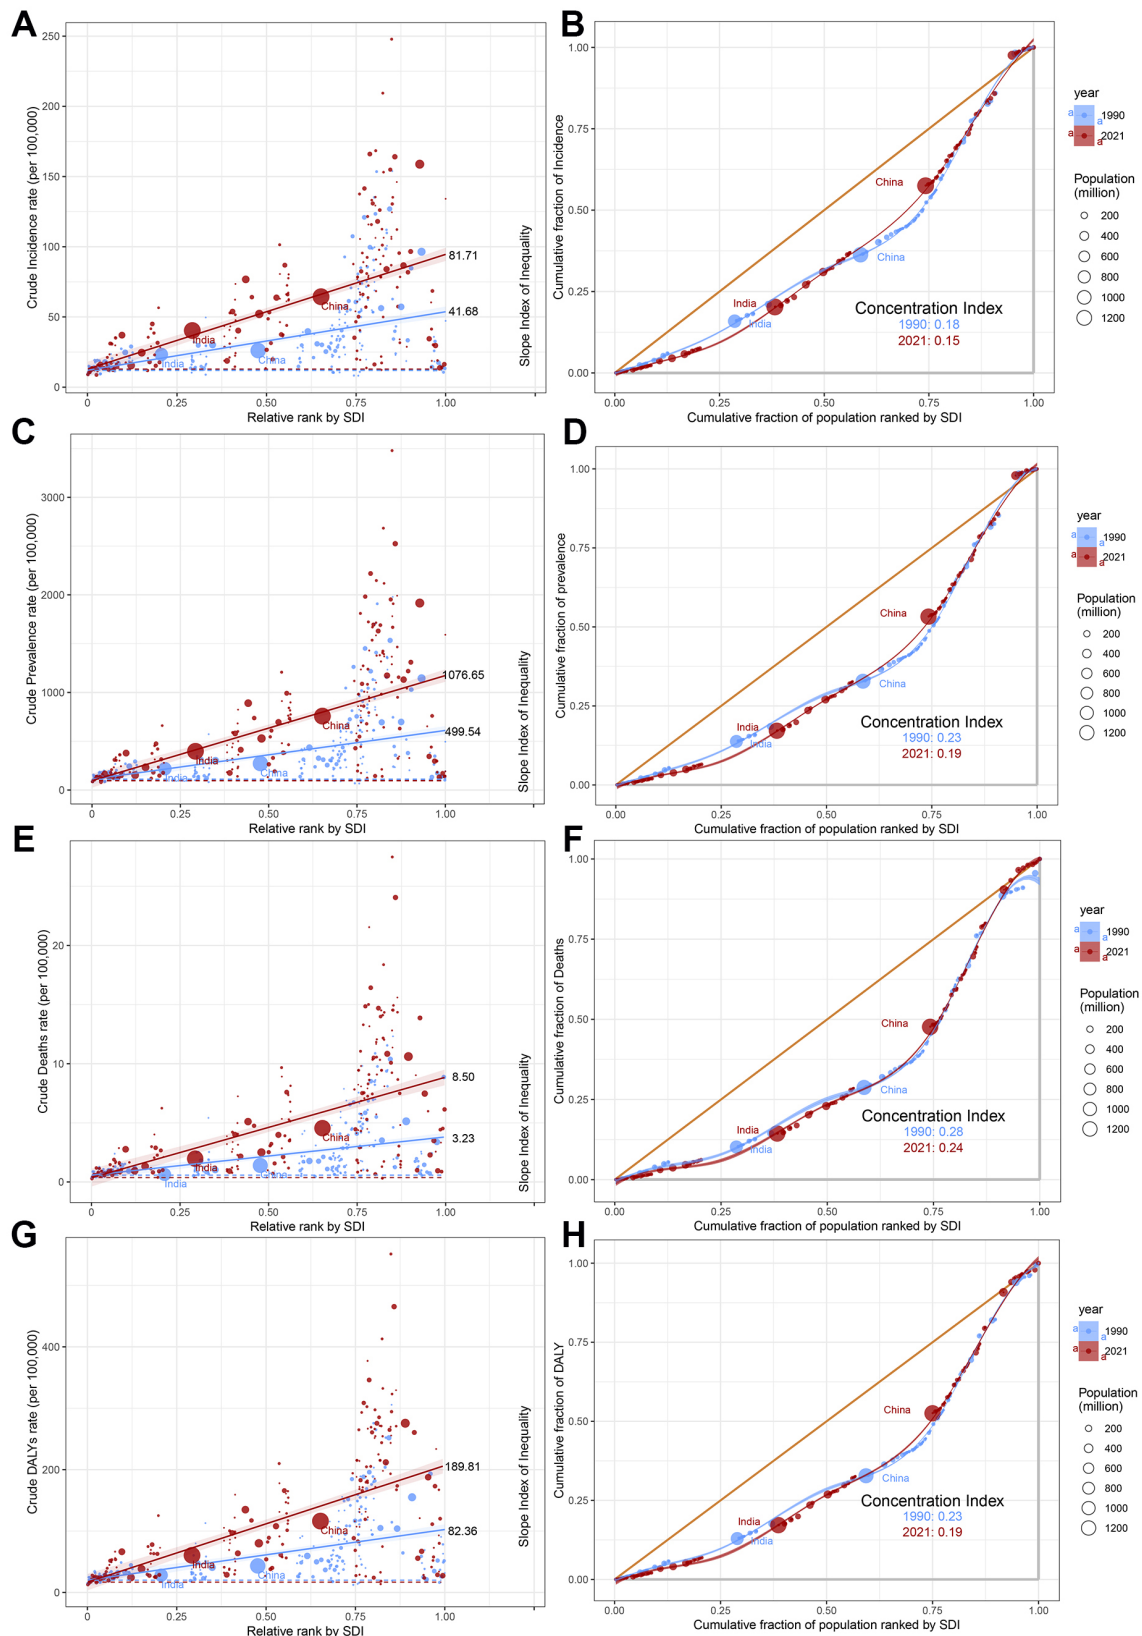 A
Crude Incidence rate (per 100,000)
250
200
150
100
50
0
81.71
41.68
India
China
India
China
Slope Index of Inequality
0
0.25
0.50
0.75
1.00
Relative rank by SDI
B
Cumulative fraction of Incidence
1.00
0.75
0.50
0.25
0.00
China
China
India
India
Concentration Index
1990: 0.18
2021: 0.15
0.00
0.25
0.50
0.75
1.00
Cumulative fraction of population ranked by SDI
year
a a 1990
a a 2021
Population
(million)
200
400
600
800
1000
1200
C
Crude Prevalence rate (per 100,000)
3000
2000
1000
0
1076.65
499.54
India
China
India
China
Slope Index of Inequality
0
0.25
0.50
0.75
1.00
Relative rank by SDI
D
Cumulative fraction of prevalence
1.00
0.75
0.50
0.25
0.00
China
China
India
India
Concentration Index
1990: 0.23
2021: 0.19
0.00
0.25
0.50
0.75
1.00
Cumulative fraction of population ranked by SDI
year
a a 1990
a a 2021
Population
(million)
200
400
600
800
1000
1200
E
Crude Deaths rate (per 100,000)
20
10
0
8.50
3.23
India
China
India
China
Slope Index of Inequality
0
0.25
0.50
0.75
1.00
Relative rank by SDI
F
Cumulative fraction of Deaths
1.00
0.75
0.50
0.25
0.00
China
China
India
India
Concentration Index
1990: 0.28
2021: 0.24
0.00
0.25
0.50
0.75
1.00
Cumulative fraction of population ranked by SDI
year
a a 1990
a a 2021
Population
(million)
200
400
600
800
1000
1200
G
Crude DALYs rate (per 100,000)
400
200
0
189.81
82.36
India
China
India
China
Slope Index of Inequality
0
0.25
0.50
0.75
1.00
Relative rank by SDI
H
Cumulative fraction of DALY
1.00
0.75
0.50
0.25
0.00
China
China
India
India
Concentration Index
1990: 0.23
2021: 0.19
0.00
0.25
0.50
0.75
1.00
Cumulative fraction of population ranked by SDI
year
a a 1990
a a 2021
Population
(million)
200
400
600
800
1000
1200